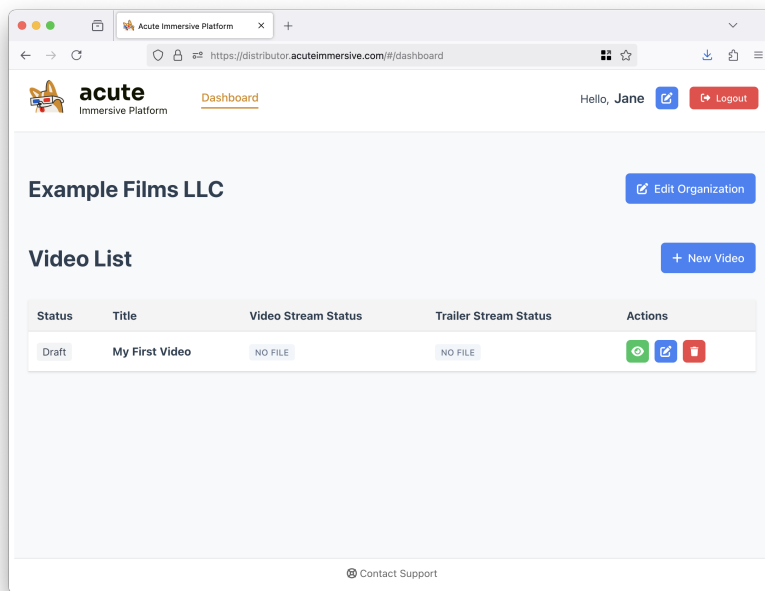 Acute Immersive Platform
https://distributor.acuteimmersive.com/#/dashboard
acute
Immersive Platform
Dashboard
Hello, Jane
Logout
Example Films LLC
Edit Organization
Video List
+ New Video
Status Title Video Stream Status Trailer Stream Status Actions
Draft My First Video NO FILE NO FILE
Contact Support